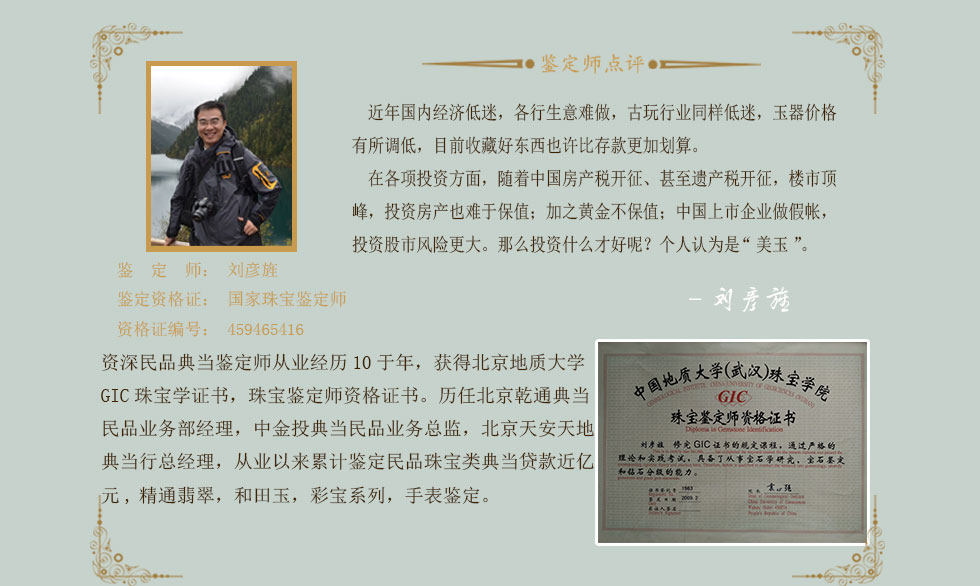 鉴定师点评
近年国内经济低迷，各行生意难做，古玩行业同样低迷，玉器价格
有所调低，目前收藏好东西也许比存款更加划算。
在各项投资方面，随着中国房产税开征、甚至遗产税开征，楼市顶
峰，投资房产也难于保值；加之黄金不保值；中国上市企业做假帐，
投资股市风险更大。那么投资什么才好呢？个人认为是“ 美玉 ”。
鉴 定 师： 刘彦旌
鉴定资格证： 国家珠宝鉴定师
资格证编号： 459465416
- 刘彦旌
资深民品典当鉴定师从业经历 10 于年，获得北京地质大学
GIC 珠宝学证书，珠宝鉴定师资格证书。历任北京乾通典当
民品业务部经理，中金投典当民品业务总监，北京天安天地
典当行总经理，从业以来累计鉴定民品珠宝类典当贷款近亿
元 , 精通翡翠，和田玉，彩宝系列，手表鉴定。
中国地质大学(武汉)珠宝学院
GIC
珠宝鉴定师资格证书
Diploma in Gemstone Identification
刘彦旌 修完GIC证书的规定课程，通过严格的
理论和实践考试，具备了从事宝石学研究、宝石鉴定
和钻石分级的能力。